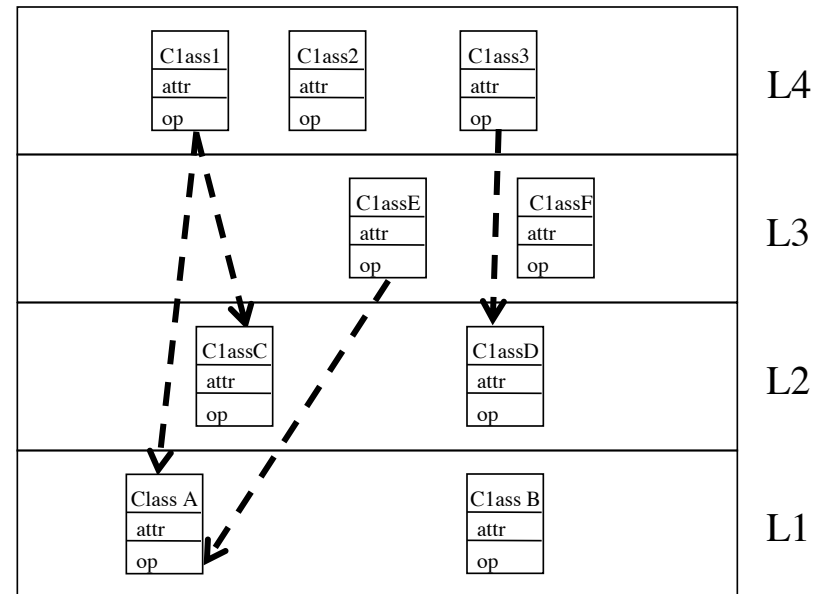 C1ass1
attr
op
C1ass2
attr
op
C1ass3
attr
op
L4
C1assE
attr
op
C1assF
attr
op
L3
C1assC
attr
op
C1assD
attr
op
L2
Class A
attr
op
C1ass B
attr
op
L1